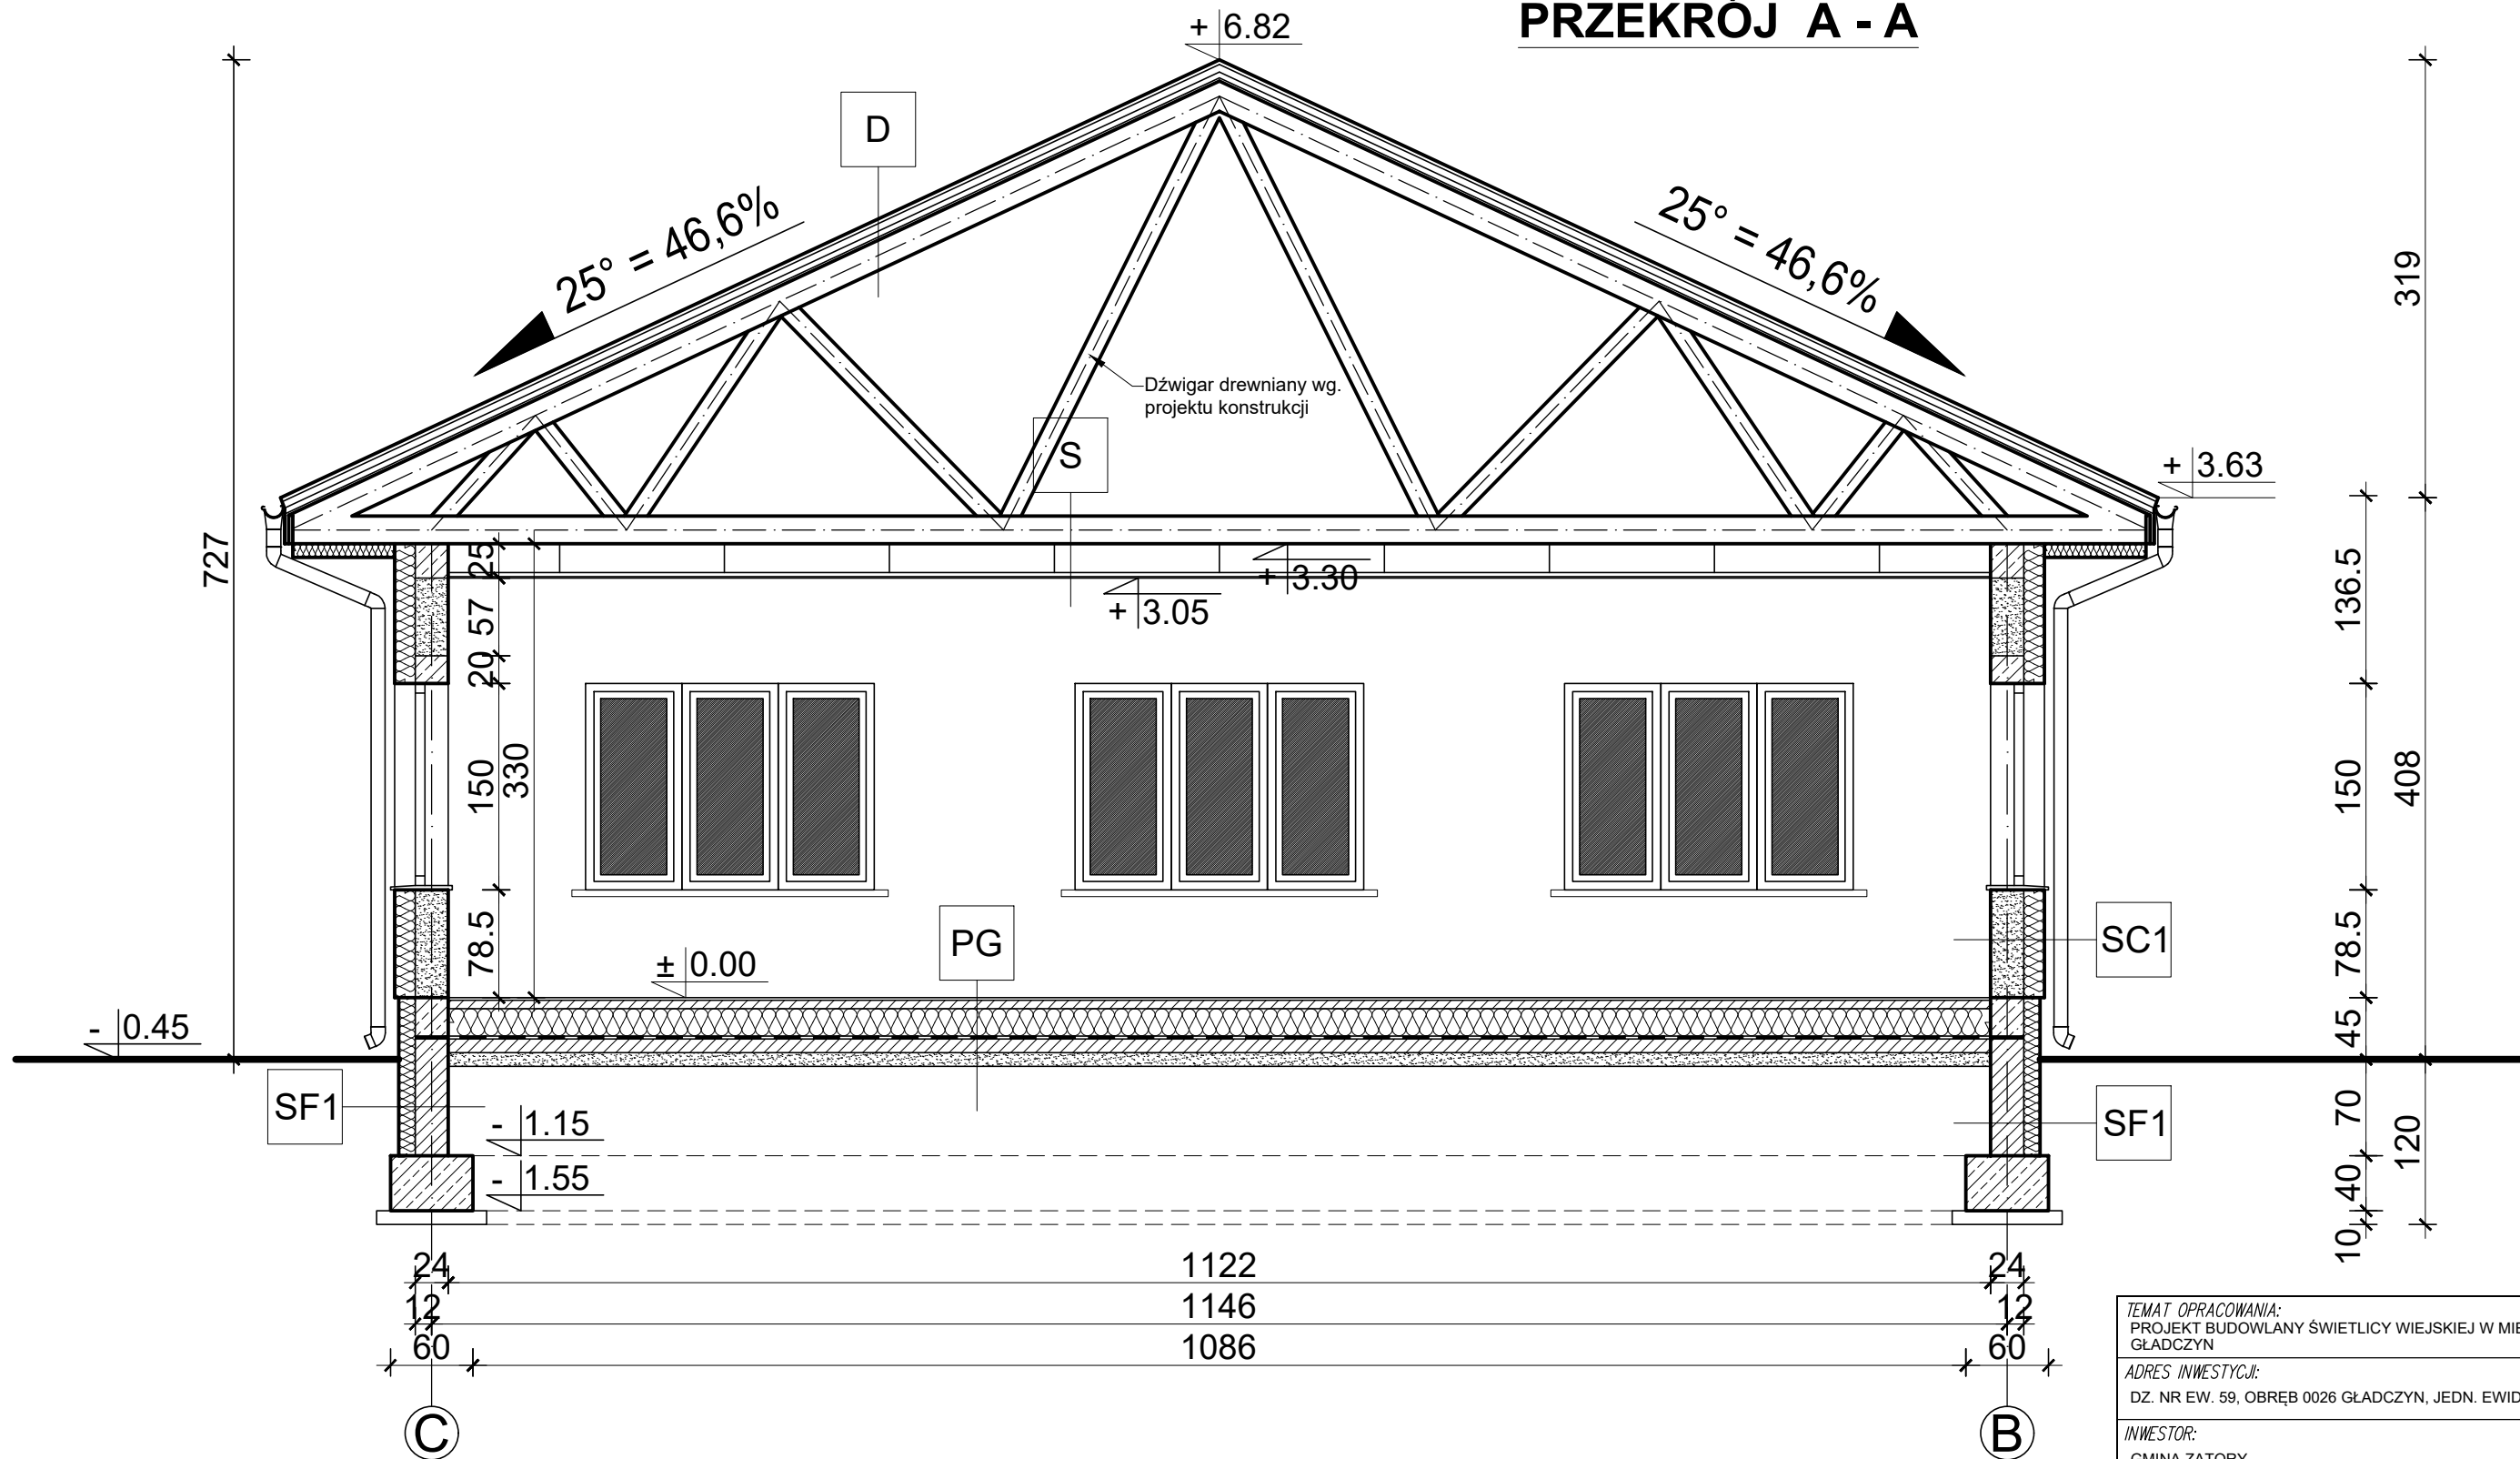 PRZEKRÓJ A - A
+ 6.82
D
25° = 46,6%
25° = 46,6%
319
Dźwigar drewniany wg.
projektu konstrukcji
S
+ 3.63
727
25
57
20
150
330
78.5
+ 3.30
+ 3.05
136.5
150
408
78.5
45
70
120
40
10
PG
SC1
± 0.00
- 0.45
SF1
SF1
- 1.15
- 1.55
24
1122
24
12
1146
12
60
1086
60
C
B
TEMAT OPRACOWANIA:
PROJEKT BUDOWLANY ŚWIETLICY WIEJSKIEJ W MIE
GŁADCZYN
ADRES INWESTYCJI:
DZ. NR EW. 59, OBRĘB 0026 GŁADCZYN, JEDN. EWID
INWESTOR:
GMINA ZATORY